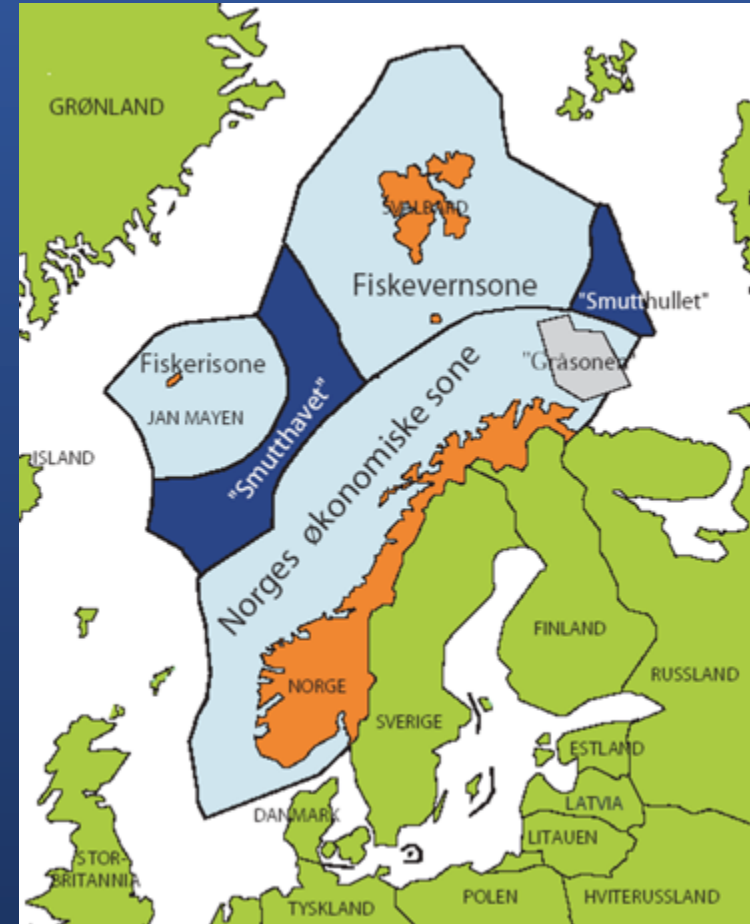 GRØNLAND
SVALBARD
Fiskevernsone
"Smutthullet"
"Gråsonen"
Fiskerisone
JAN MAYEN
"Smutthavet"
Norges økonomiske sone
ISLAND
FINLAND
RUSSLAND
NORGE
SVERIGE
ESTLAND
DANMARK
LATVIA
LITAUEN
STOR-
BRITANNIA
TYSKLAND
POLEN
HVITERUSSLAND